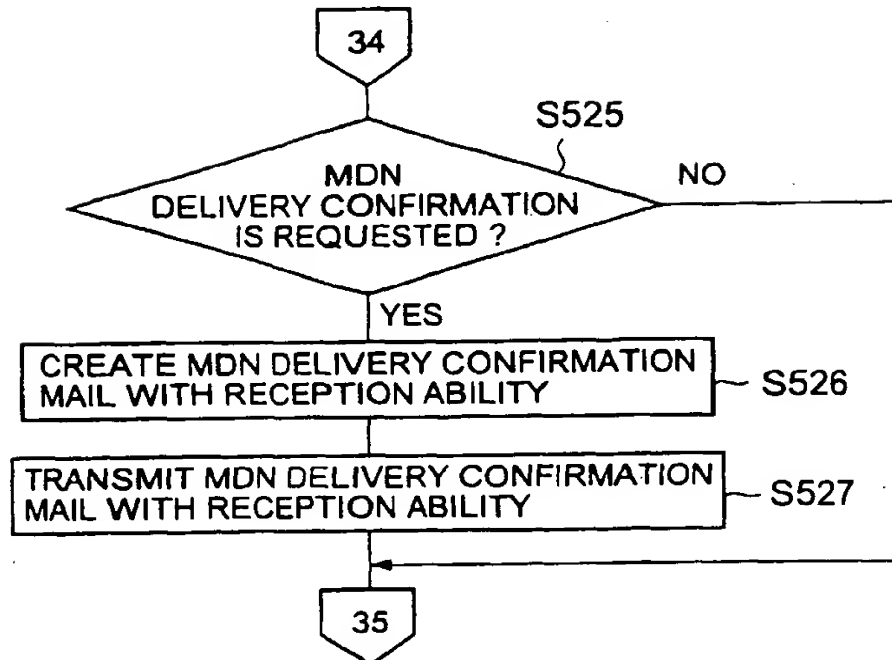 34
S525
MDN
DELIVERY CONFIRMATION
IS REQUESTED ?
NO
YES
CREATE MDN DELIVERY CONFIRMATION
MAIL WITH RECEPTION ABILITY
S526
TRANSMIT MDN DELIVERY CONFIRMATION
MAIL WITH RECEPTION ABILITY
S527
35